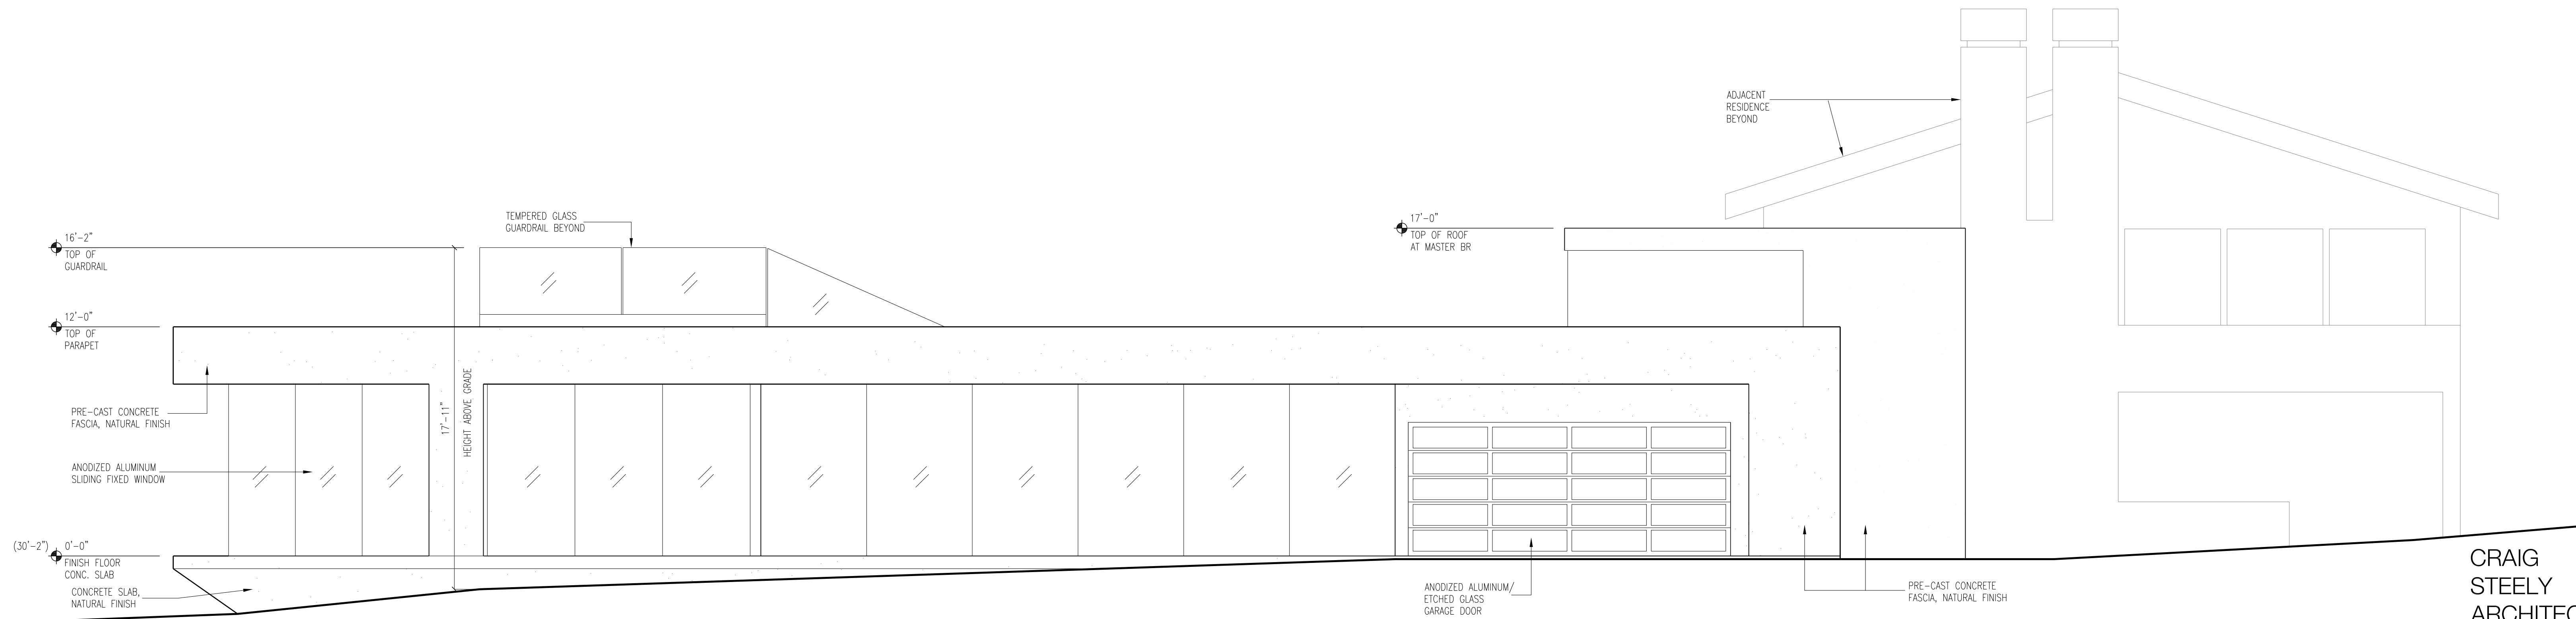 ADJACENT
RESIDENCE
BEYOND
TEMPERED GLASS
GUARDRAIL BEYOND
17'-0"
TOP OF ROOF
AT MASTER BR
16'-2"
TOP OF
GUARDRAIL
12'-0"
TOP OF
PARAPET
PRE-CAST CONCRETE
FASCIA, NATURAL FINISH
17'-11"
HEIGHT ABOVE GRADE
ANODIZED ALUMINUM
SLIDING FIXED WINDOW
(30'-2") 0'-0"
FINISH FLOOR
CONC. SLAB
CONCRETE SLAB,
NATURAL FINISH
ANODIZED ALUMINUM/
ETCHED GLASS
GARAGE DOOR
PRE-CAST CONCRETE
FASCIA, NATURAL FINISH
CRAIG
STEELY
ARCHITEC